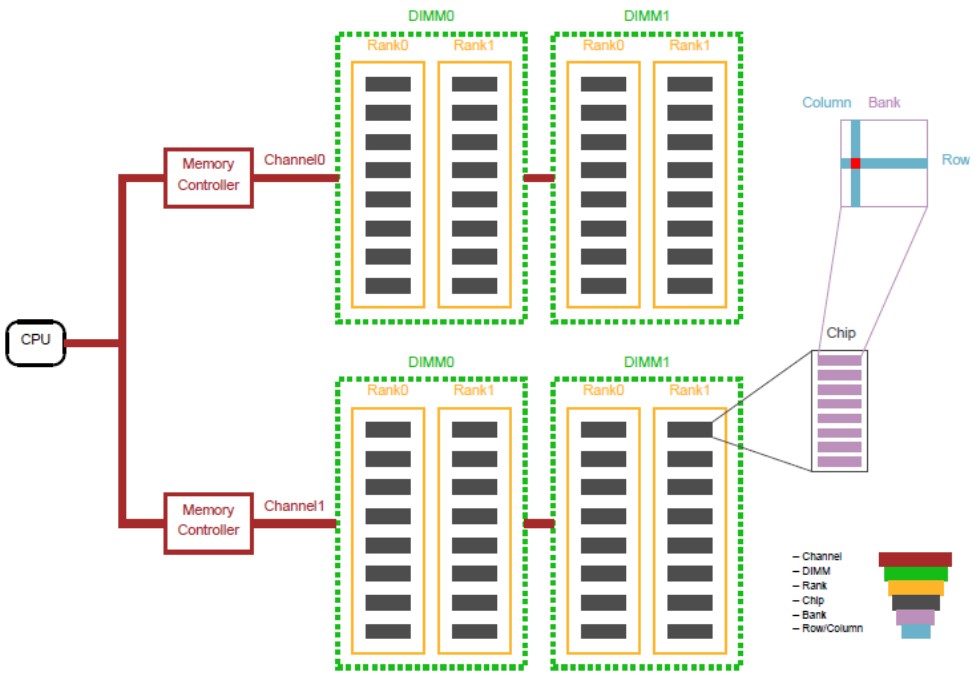 DIMM0
DIMM1
Rank0
Rank1
Rank0
Rank1
Column
Bank
Row
Memory
Controller
Channel0
CPU
Chip
DIMM0
DIMM1
Rank0
Rank1
Rank0
Rank1
Memory
Controller
Channel1
– Channel
– DIMM
– Rank
– Chip
– Bank
– Row/Column